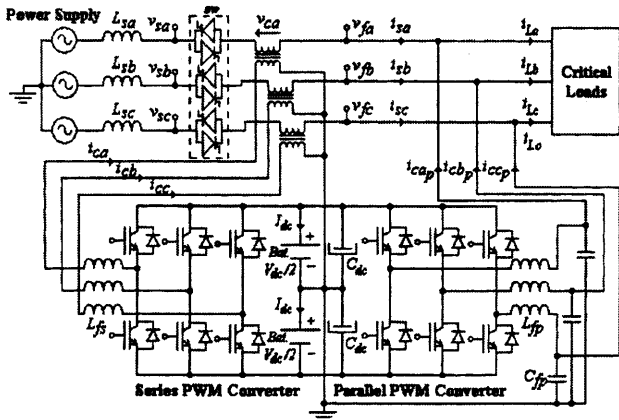 Power Supply
Lsa
vsa
sw
vca
vfa
isa
iLa
Lsb
vsb
vfb
isb
iLb
Critical
Loads
Lsc
vsc
vfc
isc
iLc
iLo
ica
icb
icc
icap
icbp
iccp
Idc
+
Bat.
Vdc/2
−
Cdc
Lfs
Idc
+
Bat.
Vdc/2
−
Cdc
Lfp
Cfp
Series PWM Converter
Parallel PWM Converter